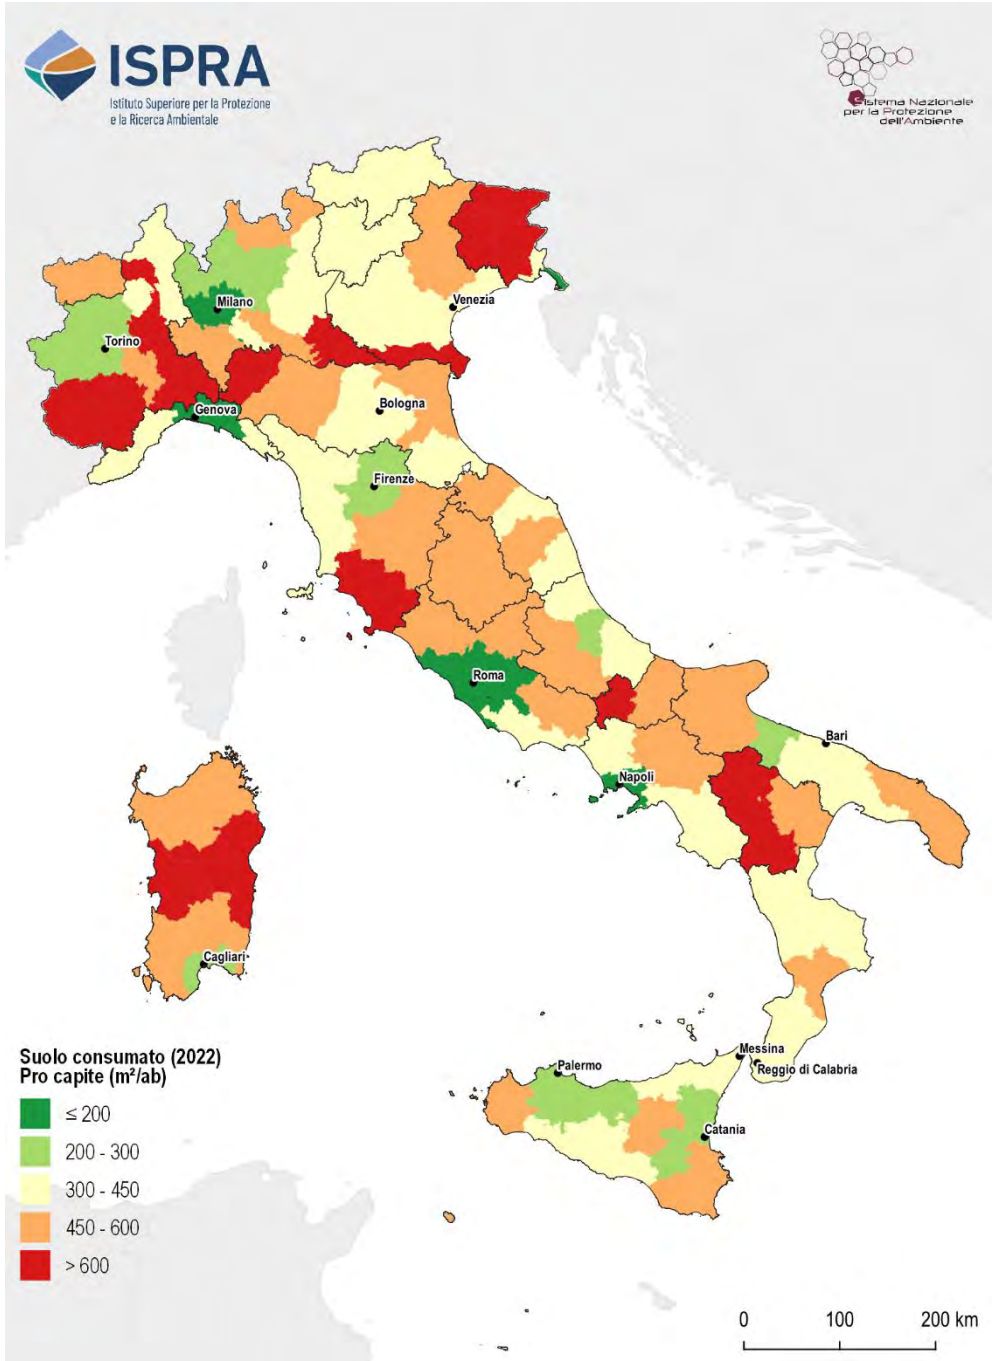 ISPRA
Istituto Superiore per la Protezione
e la Ricerca Ambientale
Sistema Nazionale
per la Protezione
dell'Ambiente
Milano
Venezia
Torino
Genova
Bologna
Firenze
Roma
Bari
Napoli
Cagliari
Messina
Palermo
Reggio di Calabria
Catania
Suolo consumato (2022)
Pro capite (m²/ab)
≤ 200
200 - 300
300 - 450
450 - 600
> 600
0 100 200 km